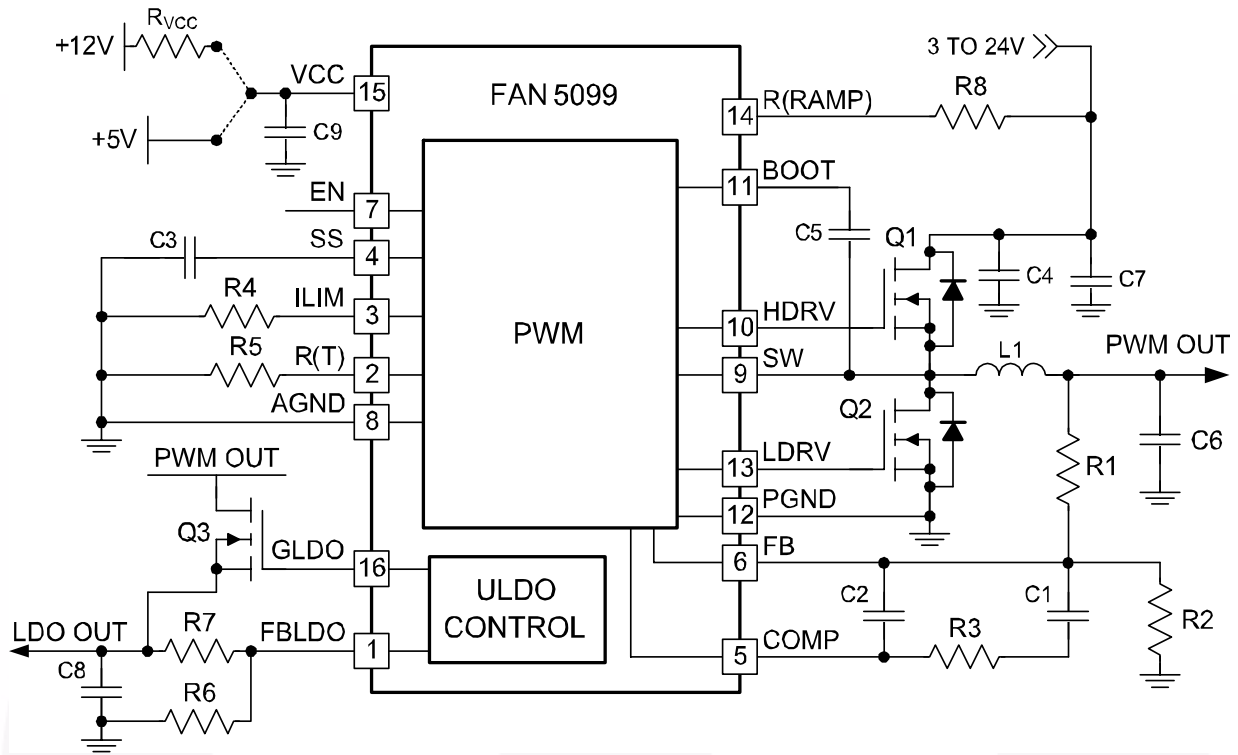 +12V
RVCC
+5V
C9
VCC
15
FAN 5099
3 TO 24V
R8
14
R(RAMP)
BOOT
11
C5
Q1
C4
C7
EN
7
SS
4
C3
R4
ILIM
3
R5
R(T)
2
AGND
8
PWM
10
HDRV
SW
9
L1
PWM OUT
Q2
C6
13
LDRV
PGND
12
R1
FB
6
C2
C1
R2
R3
COMP
5
PWM OUT
Q3
GLDO
16
ULDO
CONTROL
LDO OUT
R7
FBLDO
1
C8
R6